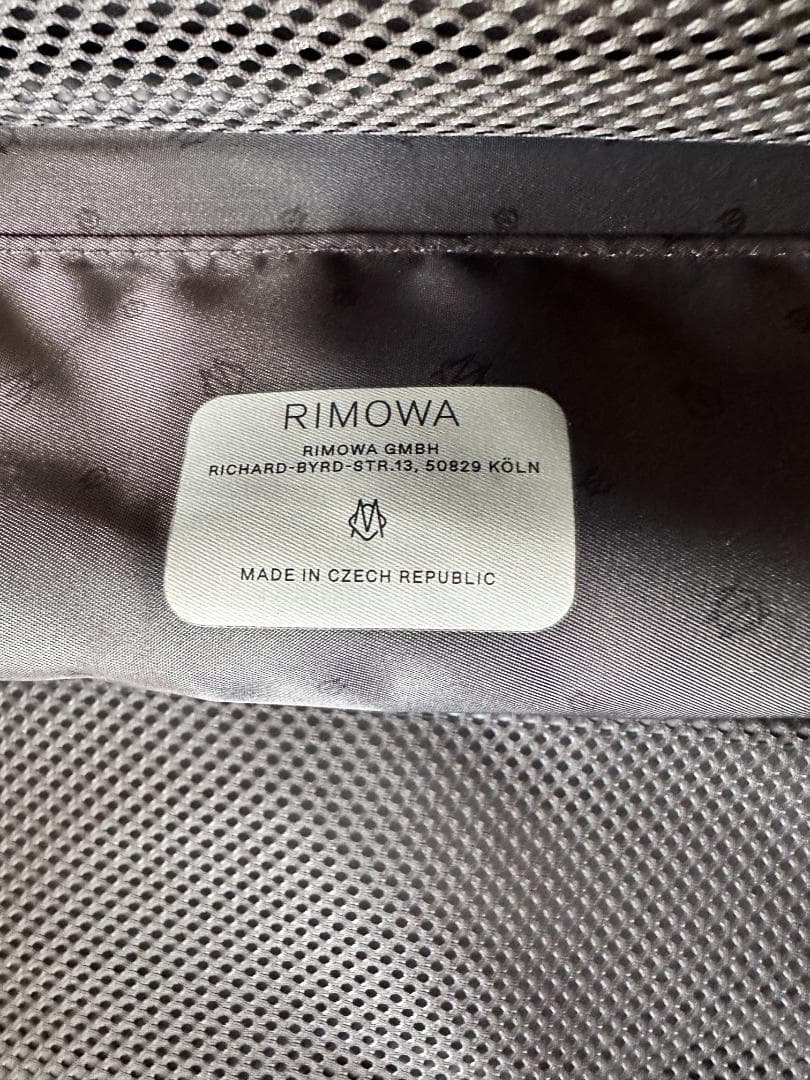 RIMOWA
RIMOWA GMBH
RICHARD-BYRD-STR.13, 50829 KÖLN
MADE IN CZECH REPUBLIC